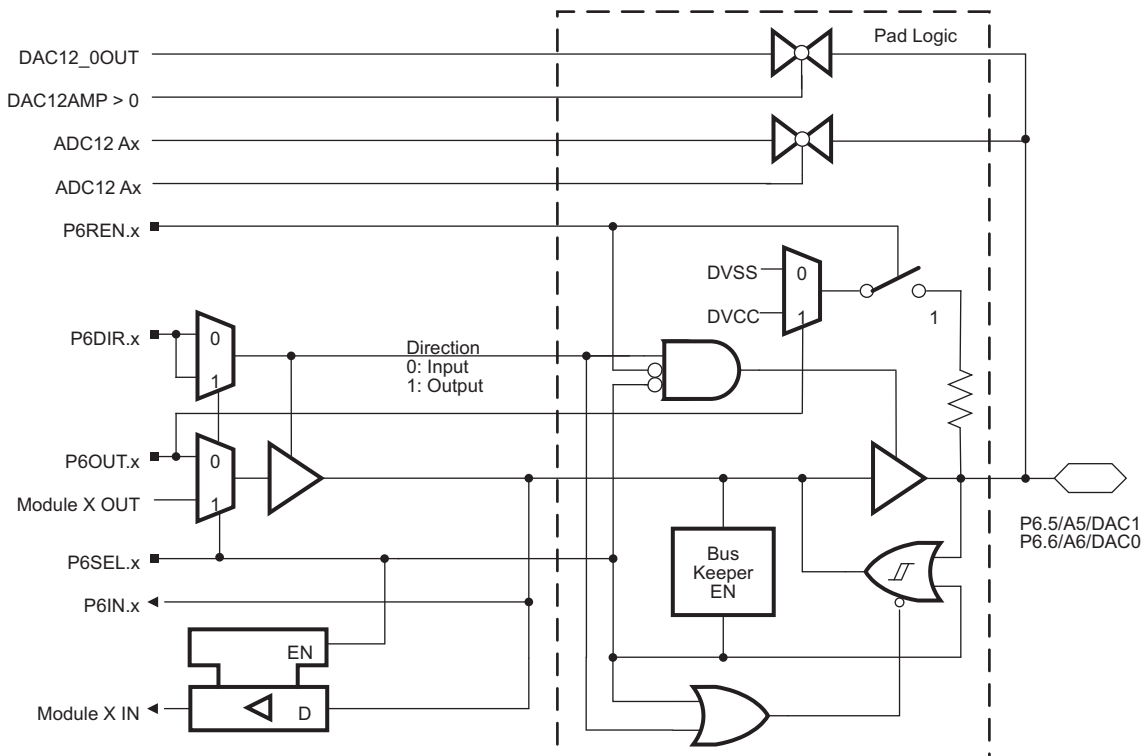 Pad Logic
DAC12_0OUT
DAC12AMP > 0
ADC12 Ax
ADC12 Ax
P6REN.x
DVSS
0
DVCC
1
1
P6DIR.x
0
1
Direction
0: Input
1: Output
P6OUT.x
0
Module X OUT
1
P6.5/A5/DAC1
P6.6/A6/DAC0
P6SEL.x
Bus
Keeper
EN
P6IN.x
EN
Module X IN
D